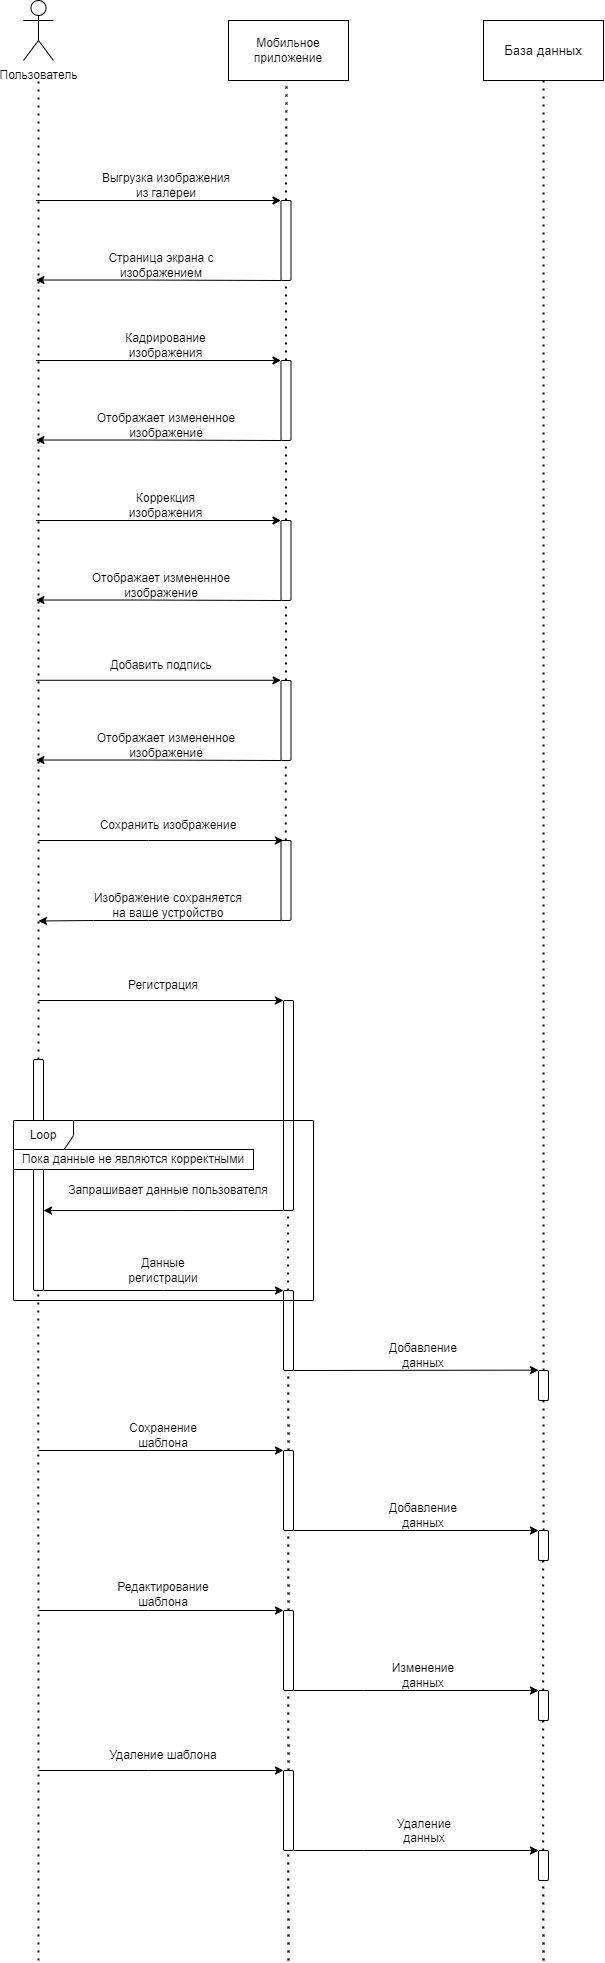 Пользователь
Мобильное
приложение
База данных
Выгрузка изображения
из галереи
Страница экрана с
изображением
Кадрирование
изображения
Отображает измененное
изображение
Коррекция
изображения
Отображает измененное
изображение
Добавить подпись
Отображает измененное
изображение
Сохранить изображение
Изображение сохраняется
на ваше устройство
Регистрация
Loop
Пока данные не являются корректными
Запрашивает данные пользователя
Данные
регистрации
Добавление
данных
Сохранение
шаблона
Добавление
данных
Редактирование
шаблона
Изменение
данных
Удаление шаблона
Удаление
данных